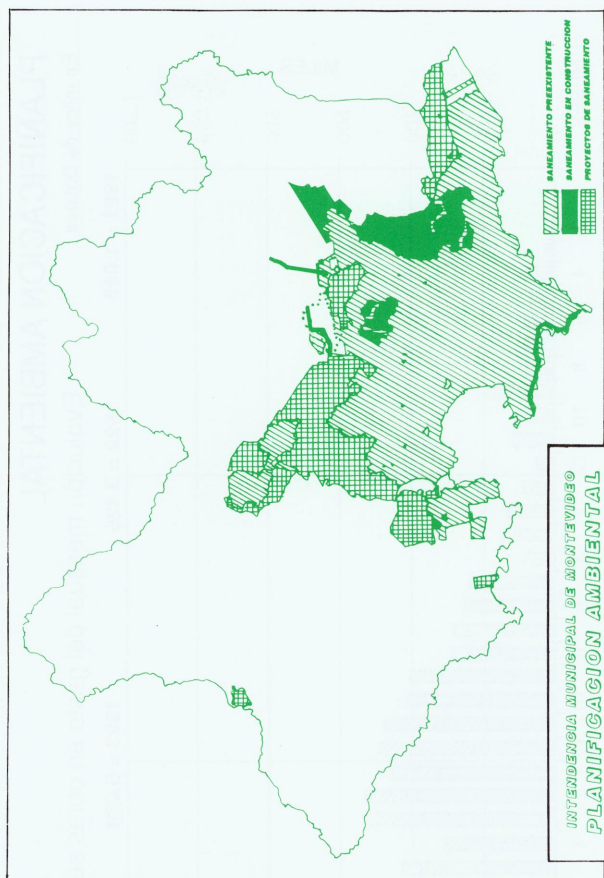 SANEAMIENTO PREEXISTENTE
SANEAMIENTO EN CONSTRUCCION
PROYECTOS DE SANEAMIENTO
INTENDENCIA MUNICIPAL DE MONTEVIDEO
PLANIFICACION AMBIENTAL